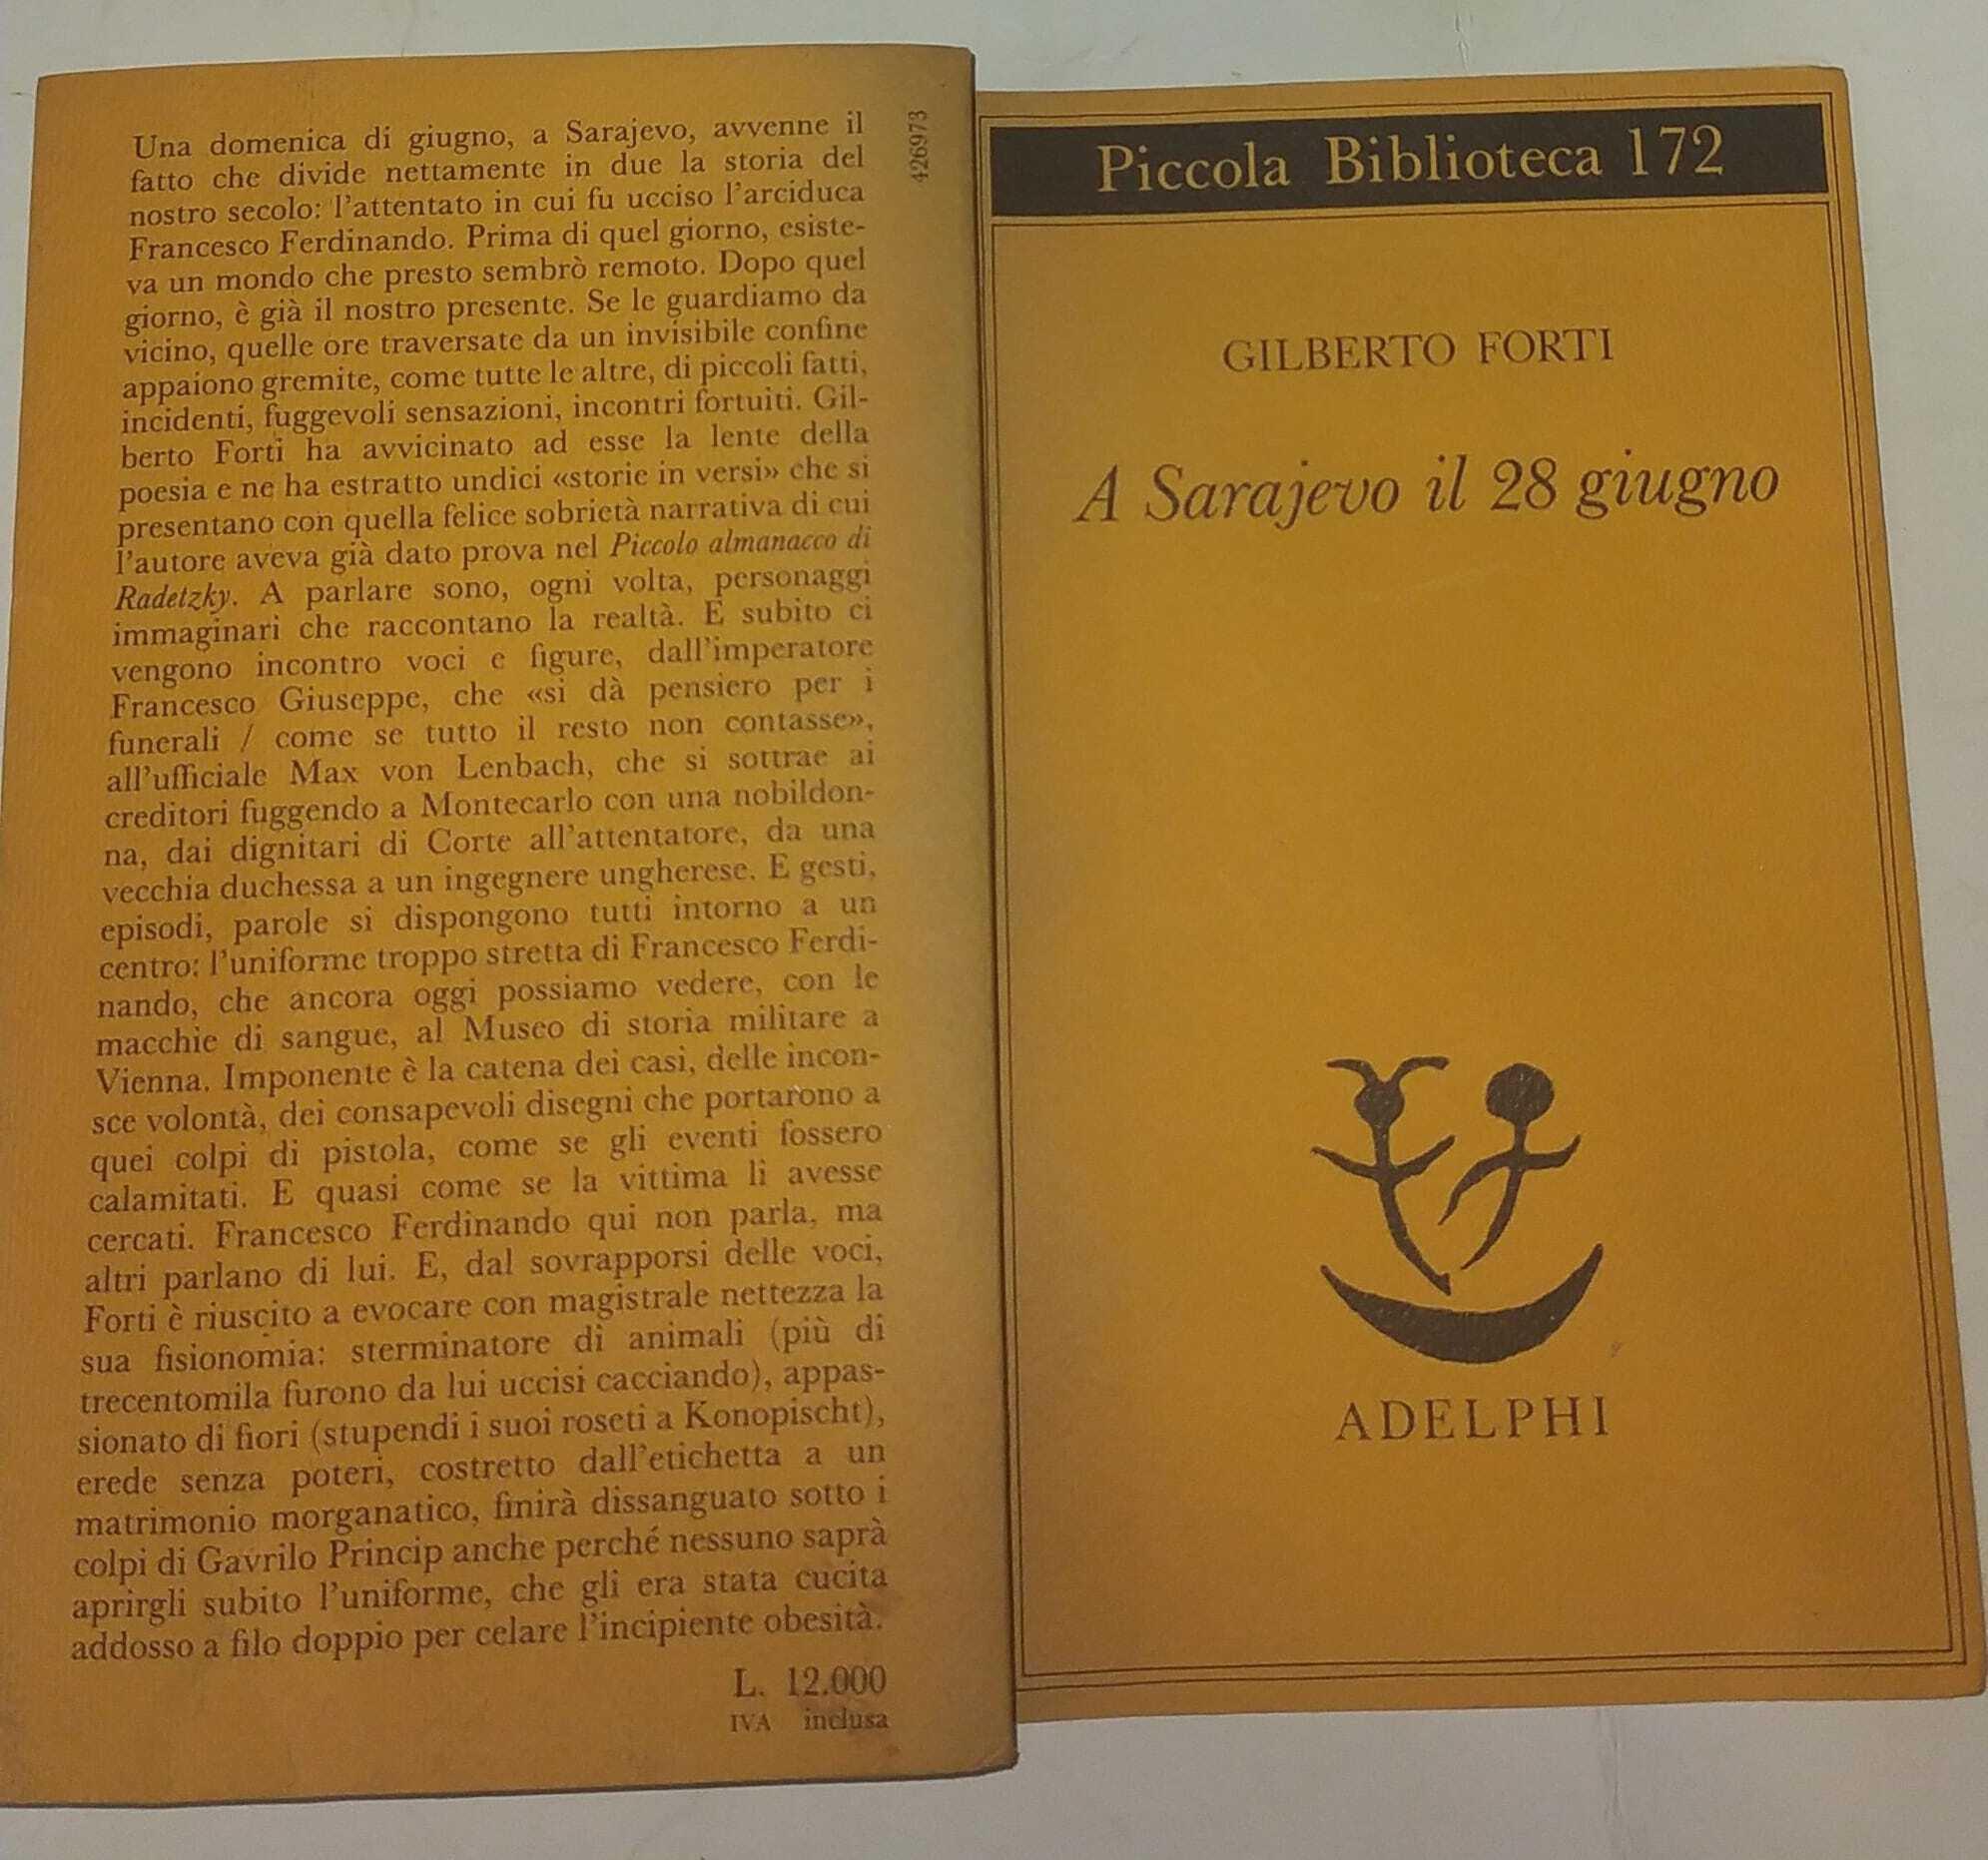 Una domenica di giugno, a Sarajevo, avvenne il
fatto che divide nettamente in due la storia del
nostro secolo: l'attentato in cui fu ucciso l'arciduca
Francesco Ferdinando. Prima di quel giorno, esiste-
va un mondo che presto sembrò remoto. Dopo quel
giorno, è già il nostro presente. Se le guardiamo da
vicino, quelle ore traversate da un invisibile confine
appaiono gremite, come tutte le altre, di piccoli fatti,
incidenti, fuggevoli sensazioni, incontri fortuiti. Gil-
berto Forti ha avvicinato ad esse la lente della
poesia e ne ha estratto undici «storie in versi» che si
presentano con quella felice sobrietà narrativa di cui
l'autore aveva già dato prova nel Piccolo almanacco di
Radetzky. A parlare sono, ogni volta, personaggi
immaginari che raccontano la realtà. E subito ci
vengono incontro voci e figure, dall'imperatore
Francesco Giuseppe, che «si dà pensiero per i
funerali / come se tutto il resto non contasse»,
all'ufficiale Max von Lenbach, che si sottrae ai
creditori fuggendo a Montecarlo con una nobildon-
na, dai dignitari di Corte all'attentatore, da una
vecchia duchessa a un ingegnere ungherese. E gesti,
episodi, parole si dispongono tutti intorno a un
centro: l'uniforme troppo stretta di Francesco Ferdi-
nando, che ancora oggi possiamo vedere, con le
macchie di sangue, al Museo di storia militare a
Vienna. Imponente è la catena dei casi, delle incon-
sce volontà, dei consapevoli disegni che portarono a
quei colpi di pistola, come se gli eventi fossero
calamitati. E quasi come se la vittima li avesse
cercati. Francesco Ferdinando qui non parla, ma
altri parlano di lui. E, dal sovrapporsi delle voci,
Forti è riuscito a evocare con magistrale nettezza la
sua fisionomia: sterminatore di animali (più di
trecentomila furono da lui uccisi cacciando), appas-
sionato di fiori (stupendi i suoi roseti a Konopischt),
erede senza poteri, costretto dall'etichetta a un
matrimonio morganatico, finirà dissanguato sotto i
colpi di Gavrilo Princip anche perché nessuno saprà
aprirgli subito l'uniforme, che gli era stata cucita
addosso a filo doppio per celare l'incipiente obesità.
L. 12.000
IVA inclusa
426973
Piccola Biblioteca 172
GILBERTO FORTI
A Sarajevo il 28 giugno
ADELPHI